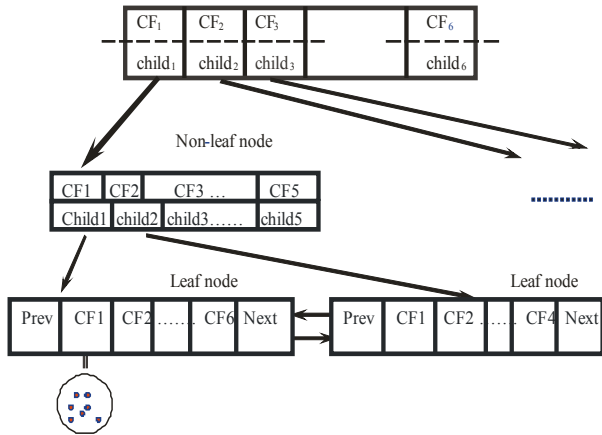 CF₁ CF₂ CF₃ CF₆
child₁ child₂ child₃ child₆
Non-leaf node
CF1 CF2 CF3 ... CF5
Child1 child2 child3...... child5
Leaf node Leaf node
Prev CF1 CF2 ....... CF6 Next Prev CF1 CF2 ....... CF4 Next